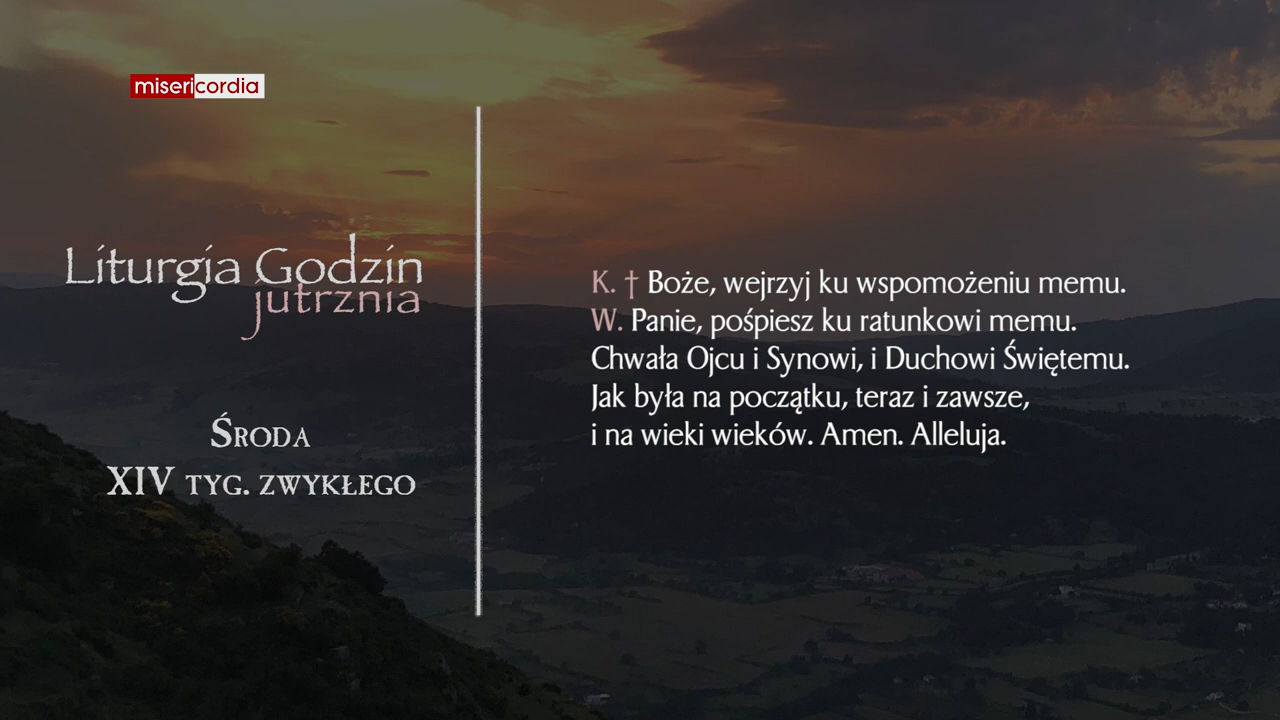 misericordia
Liturgia Godzin
jutrznia
Środa
XIV tyg. zwykłego
K. † Boże, wejrzyj ku wspomożeniu memu.
W. Panie, pośpiesz ku ratunkowi memu.
Chwała Ojcu i Synowi, i Duchowi Świętemu.
Jak była na początku, teraz i zawsze,
i na wieki wieków. Amen. Alleluja.